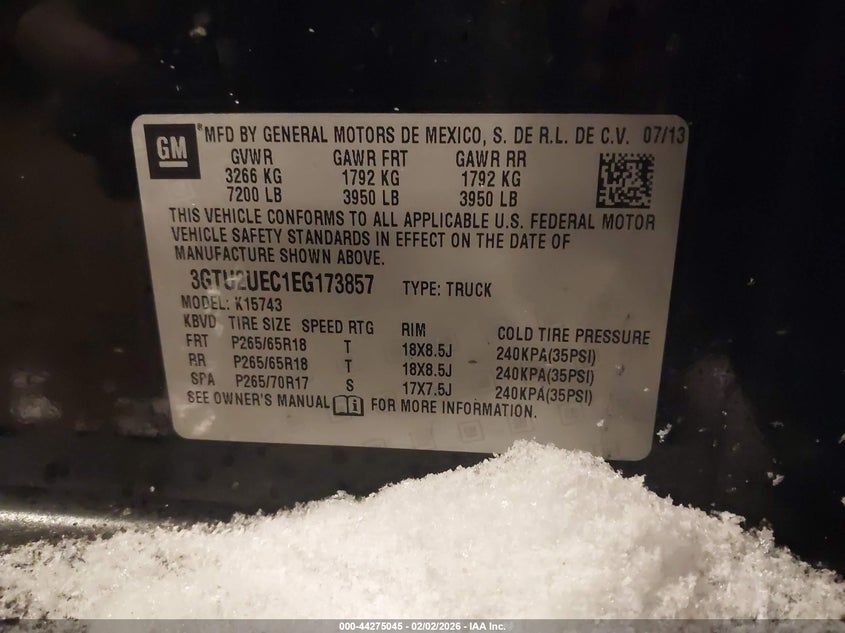 GM ® MFD BY GENERAL MOTORS DE MEXICO, S. DE R.L. DE C.V. 07/13
GVWR GAWR FRT GAWR RR
3266 KG 1792 KG 1792 KG
7200 LB 3950 LB 3950 LB
THIS VEHICLE CONFORMS TO ALL APPLICABLE U.S. FEDERAL MOTOR
VEHICLE SAFETY STANDARDS IN EFFECT ON THE DATE OF
MANUFACTURE SHOWN ABOVE.
3GTU2UEC1EG173857 TYPE: TRUCK
MODEL: K15743
KBVD TIRE SIZE SPEED RTG RIM COLD TIRE PRESSURE
FRT P265/65R18 T 18X8.5J 240KPA(35PSI)
RR P265/65R18 T 18X8.5J 240KPA(35PSI)
SPA P265/70R17 S 17X7.5J 240KPA(35PSI)
SEE OWNER'S MANUAL FOR MORE INFORMATION.
000-44275045 - 02/02/2026 - IAA Inc.